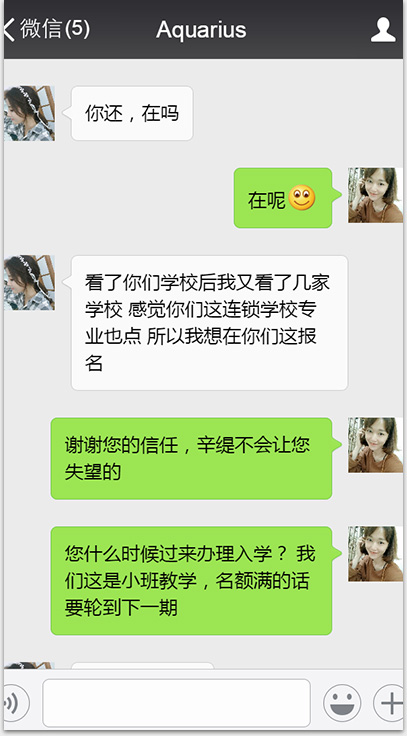 微信(5)
Aquarius
你还，在吗
在呢
看了你们学校后我又看了几家
学校 感觉你们这连锁学校专
业也点 所以我想在你们这报
名
谢谢您的信任，辛缇不会让您
失望的
您什么时候过来办理入学？ 我
们这是小班教学，名额满的话
要轮到下一期